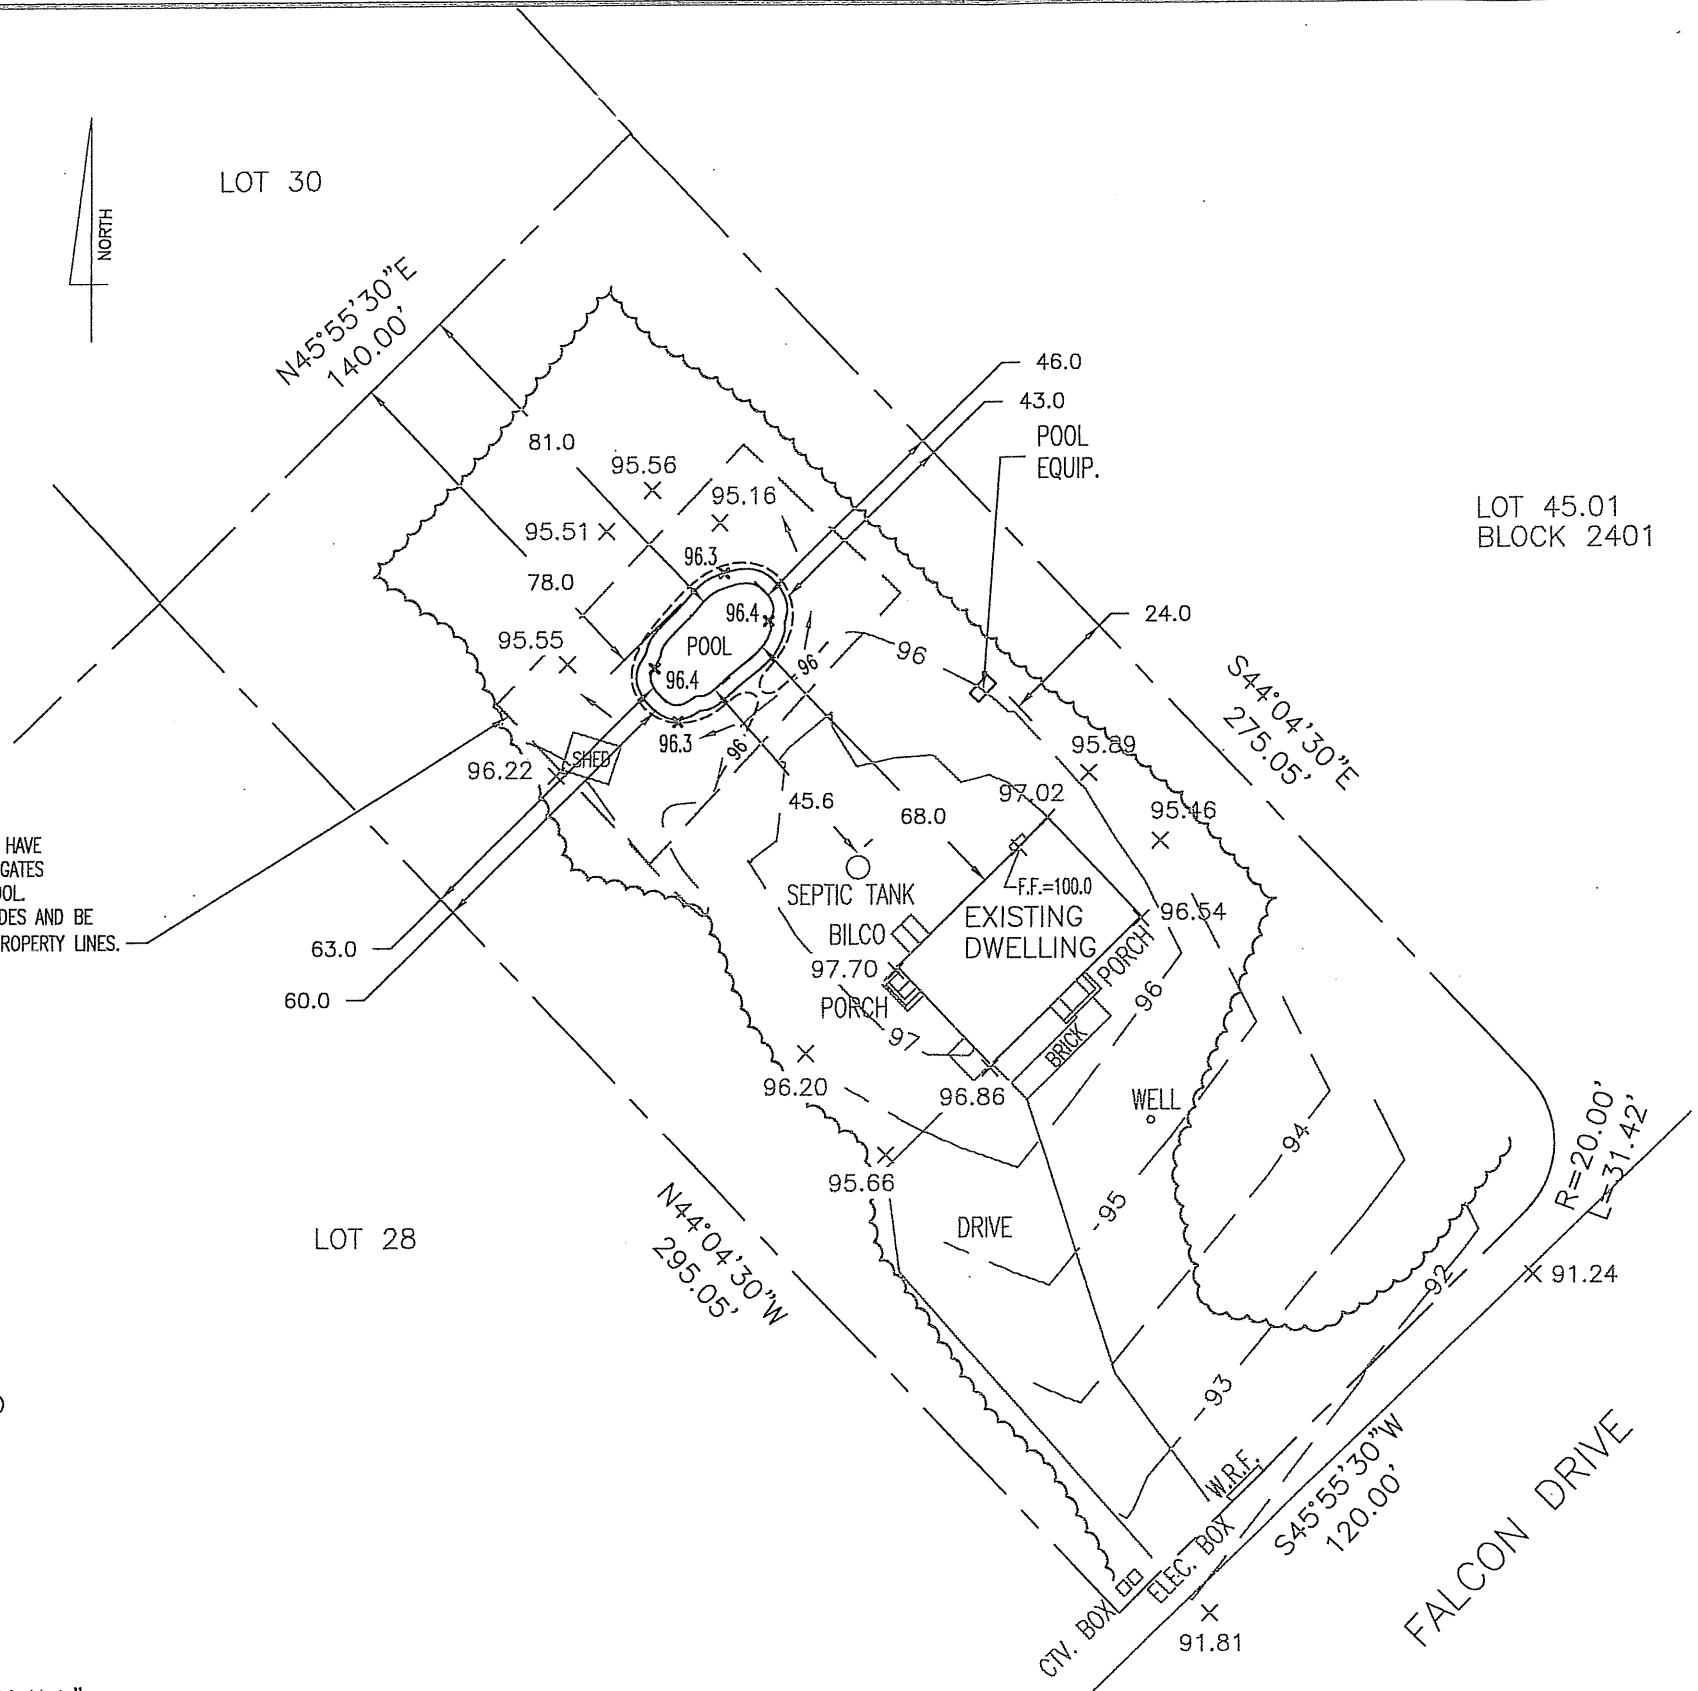 LOT 30
NORTH
N45°55'30"E
140.00'
46.0
43.0
POOL
EQUIP.
81.0
95.56
95.16
95.51
LOT 45.01
BLOCK 2401
96.3
78.0
96.4
24.0
95.55
POOL
96
96
96.4
S44°04'30"E
275.05'
96.3
96
95.89
SHED
96.22
97.02
95.46
45.6
68.0
HAVE
GATES
OOL.
DES AND BE
ROPERTY LINES.
SEPTIC TANK
F.F.=100.0
EXISTING
DWELLING
96.54
BILCO
63.0
97.70
PORCH
PORCH
60.0
96
97
BRICK
96.20
96.86
WELL
R=20.00'
L=31.42'
94
95.66
95
N44°04'30"W
295.05'
LOT 28
DRIVE
92
91.24
93
W.R.F.
S45°55'30"W
120.00'
FALCON DRIVE
ELEC. BOX
CTV. BOX
91.81